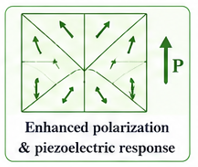 P
Enhanced polarization
& piezoelectric response